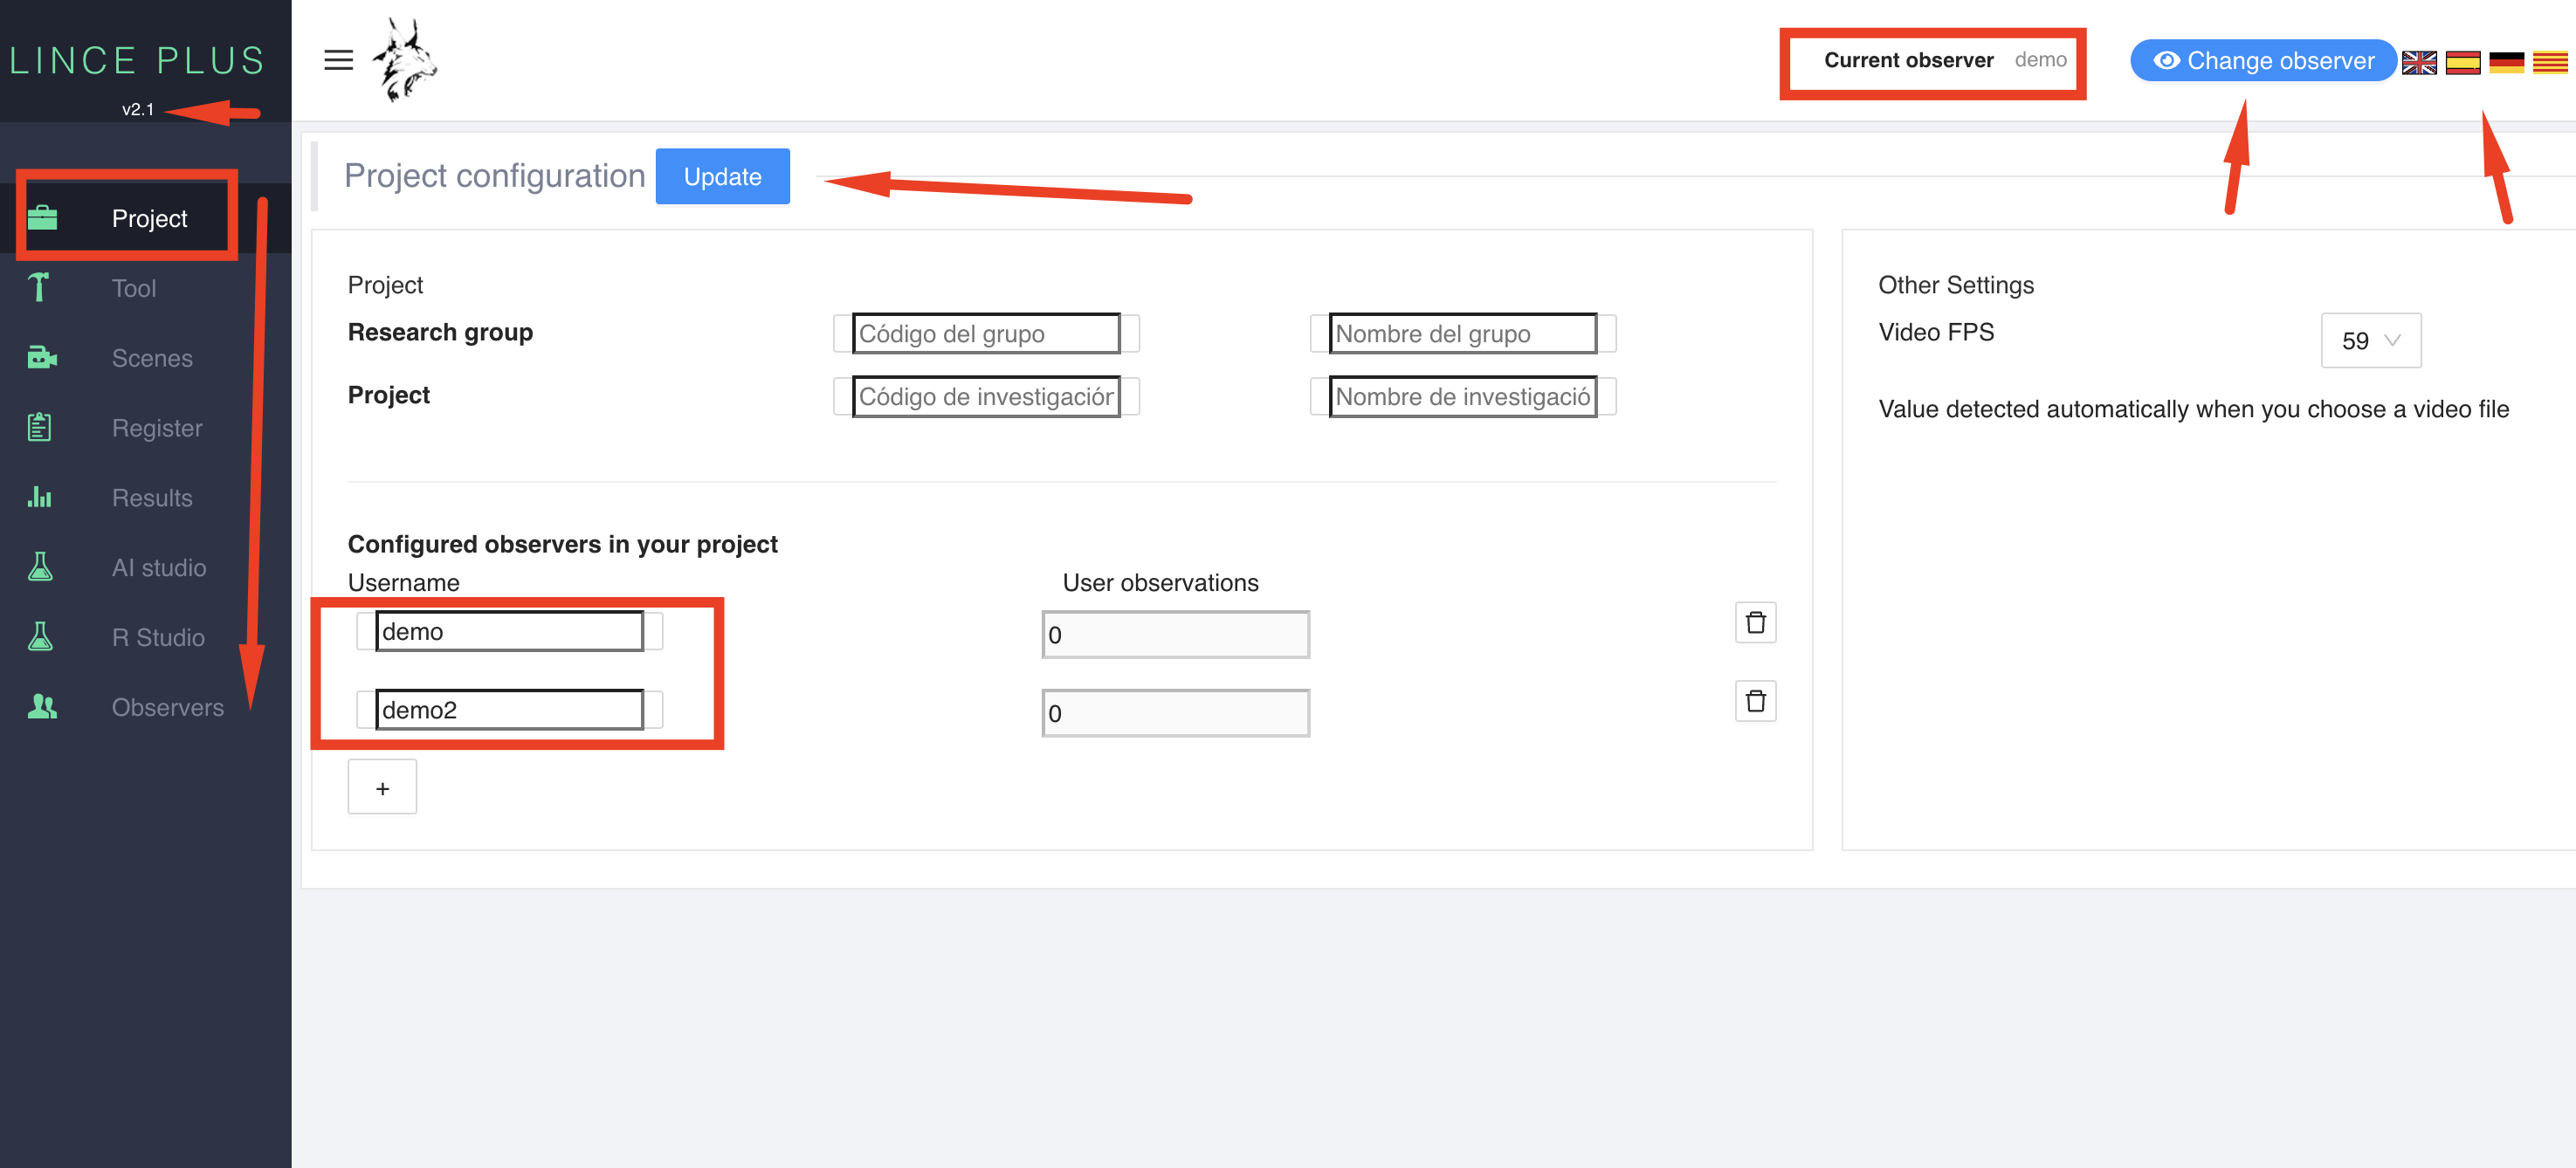 LINCE PLUS
v2.1
Project
Tool
Scenes
Register
Results
AI studio
R Studio
Observers
Current observer demo
Change observer
Project configuration Update
Project
Research group Código del grupo Nombre del grupo
Project Código de investigación Nombre de investigació
Configured observers in your project
Username User observations
demo 0
demo2 0
+
Other Settings
Video FPS 59
Value detected automatically when you choose a video file